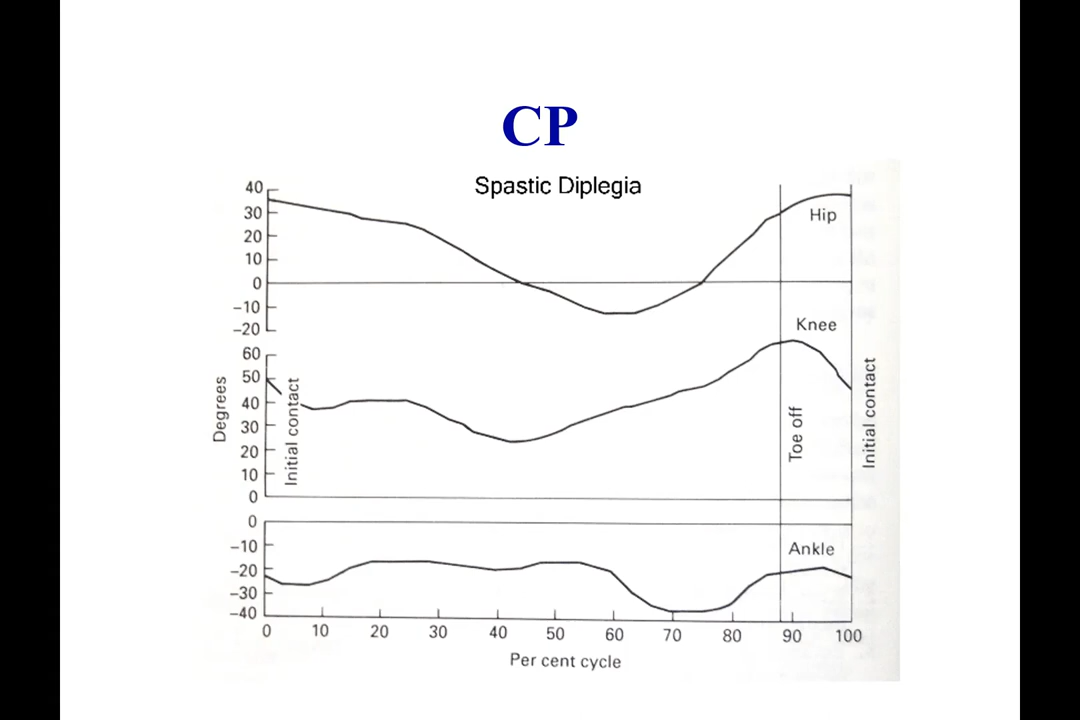 CP
Spastic Diplegia
40
30
20
10
0
−10
−20
Hip
60
50
40
30
20
10
0
Knee
Degrees
Initial contact
Toe off
Initial contact
0
−10
−20
−30
−40
Ankle
0 10 20 30 40 50 60 70 80 90 100
Per cent cycle